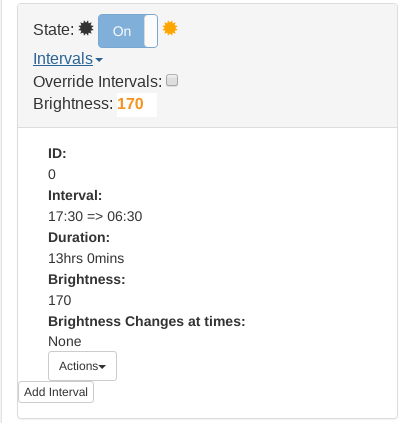 State: On
Intervals
Override Intervals:
Brightness: 170
ID:
0
Interval:
17:30 => 06:30
Duration:
13hrs 0mins
Brightness:
170
Brightness Changes at times:
None
Actions
Add Interval